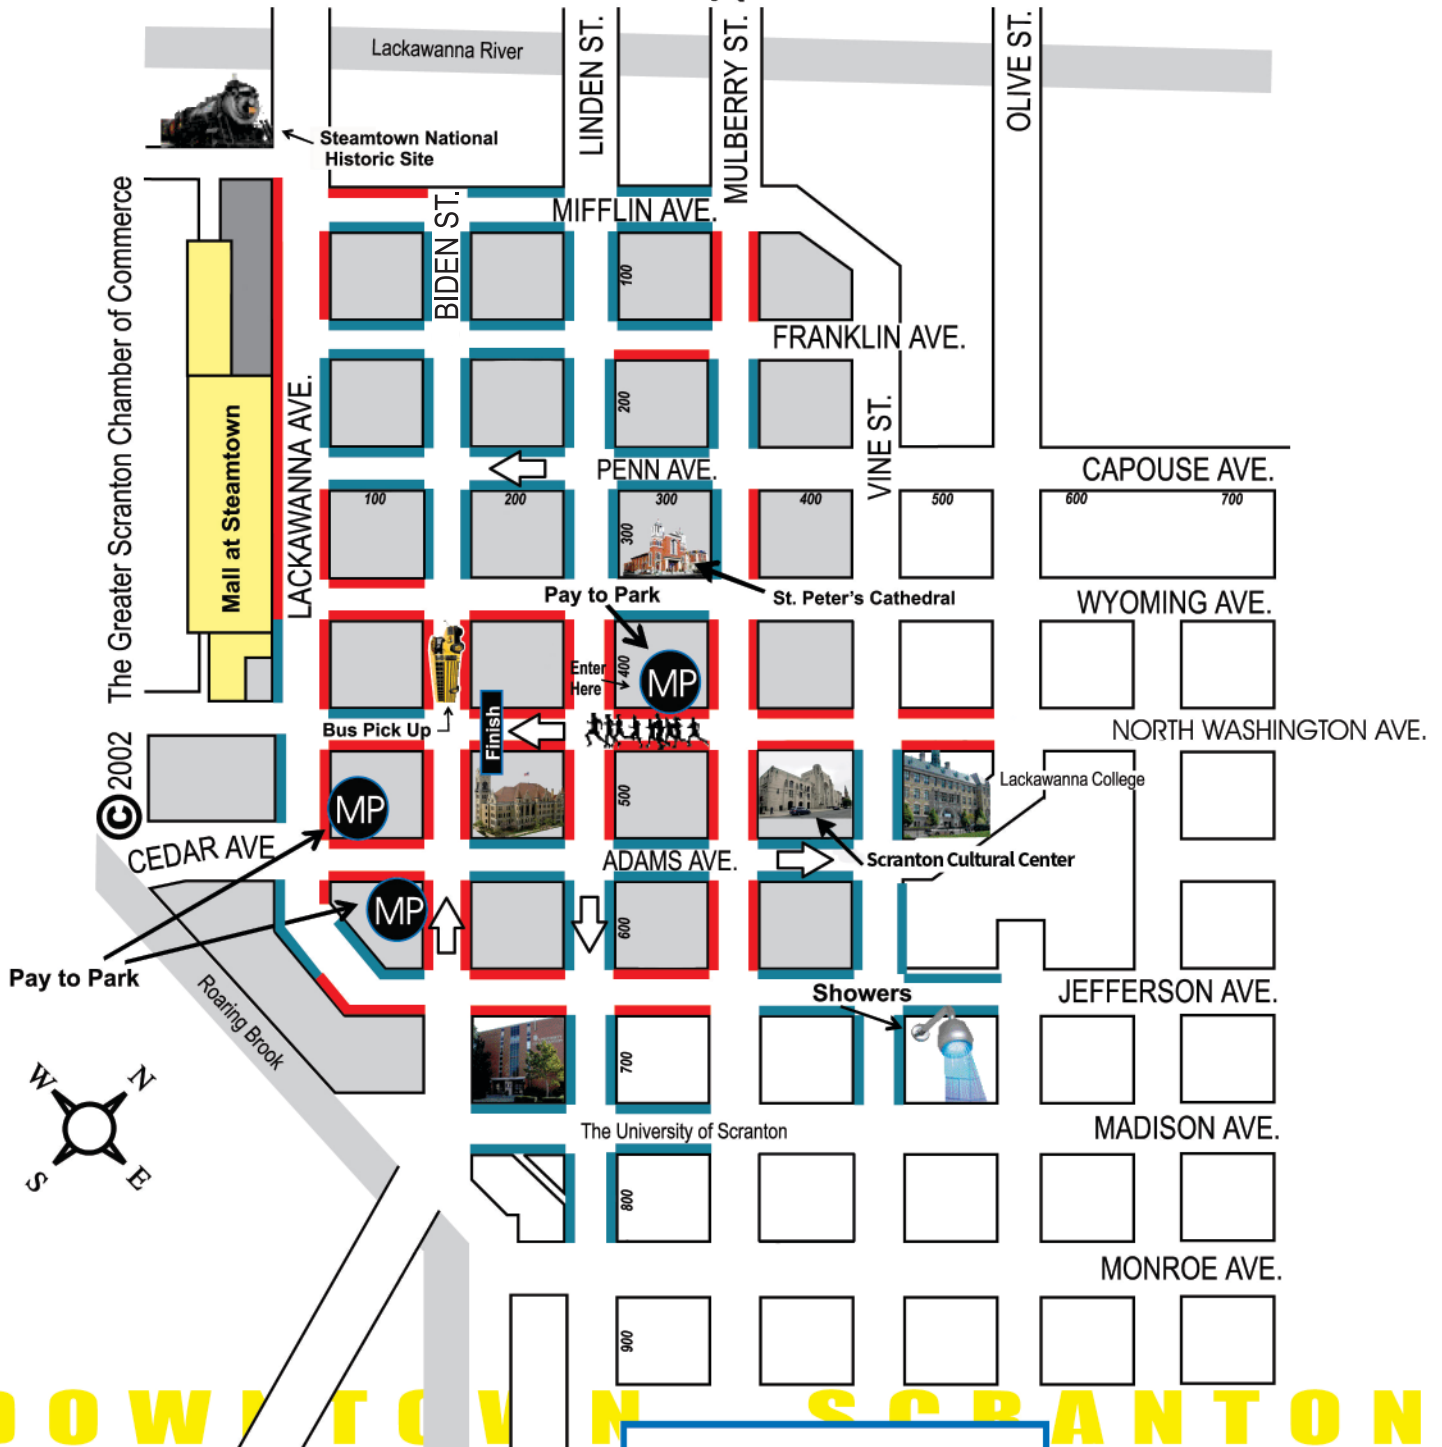 Lackawanna River
LINDEN ST.
MULBERRY ST.
OLIVE ST.
Steamtown National
Historic Site
BIDEN ST.
MIFFLIN AVE.
100
FRANKLIN AVE.
The Greater Scranton Chamber of Commerce
Mall at Steamtown
LACKAWANNA AVE.
200
VINE ST.
PENN AVE.
CAPOUSE AVE.
100
200
300
400
500
600
700
300
Pay to Park
St. Peter's Cathedral
WYOMING AVE.
Enter
Here
400
MP
Bus Pick Up
Finish
NORTH WASHINGTON AVE.
© 2002
MP
500
Lackawanna College
CEDAR AVE
ADAMS AVE.
Scranton Cultural Center
MP
600
Pay to Park
Roaring Brook
Showers
JEFFERSON AVE.
W
N
S
E
700
The University of Scranton
MADISON AVE.
800
MONROE AVE.
900
DOWNTOWN SCRANTON